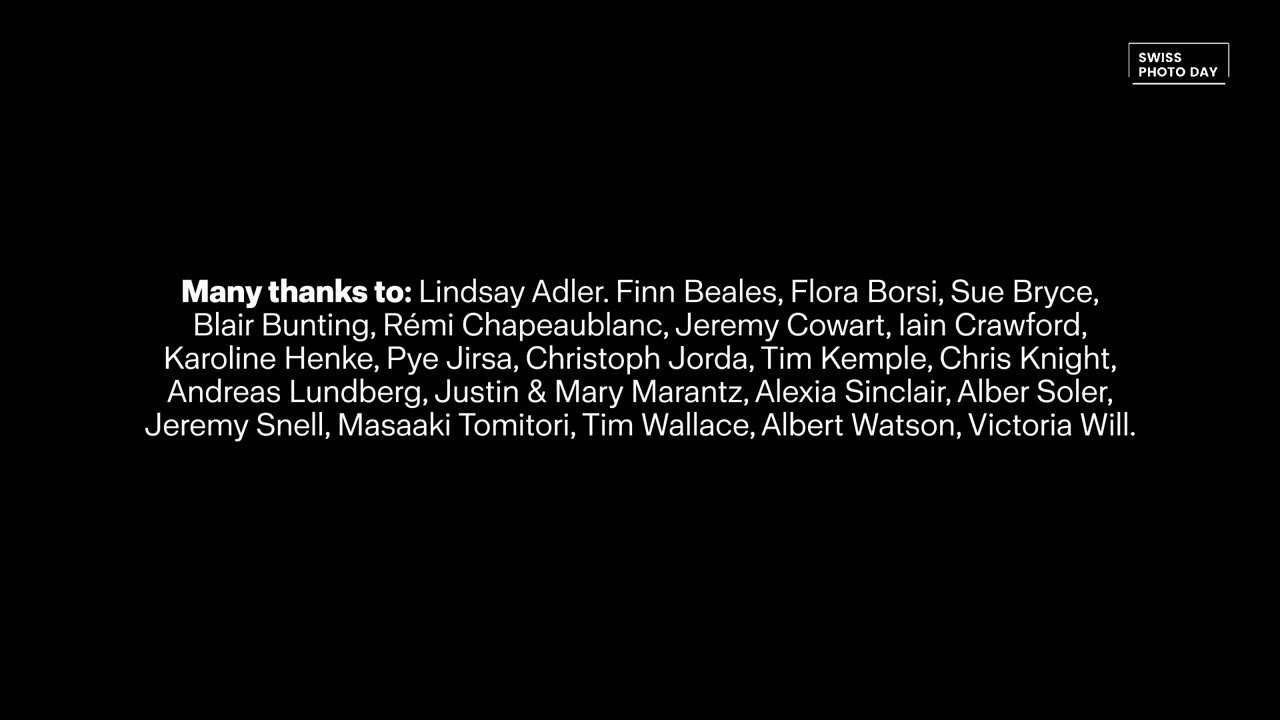 SWISS
PHOTO DAY
Many thanks to: Lindsay Adler. Finn Beales, Flora Borsi, Sue Bryce,
Blair Bunting, Rémi Chapeaublanc, Jeremy Cowart, Iain Crawford,
Karoline Henke, Pye Jirsa, Christoph Jorda, Tim Kemple, Chris Knight,
Andreas Lundberg, Justin & Mary Marantz, Alexia Sinclair, Alber Soler,
Jeremy Snell, Masaaki Tomitori, Tim Wallace, Albert Watson, Victoria Will.